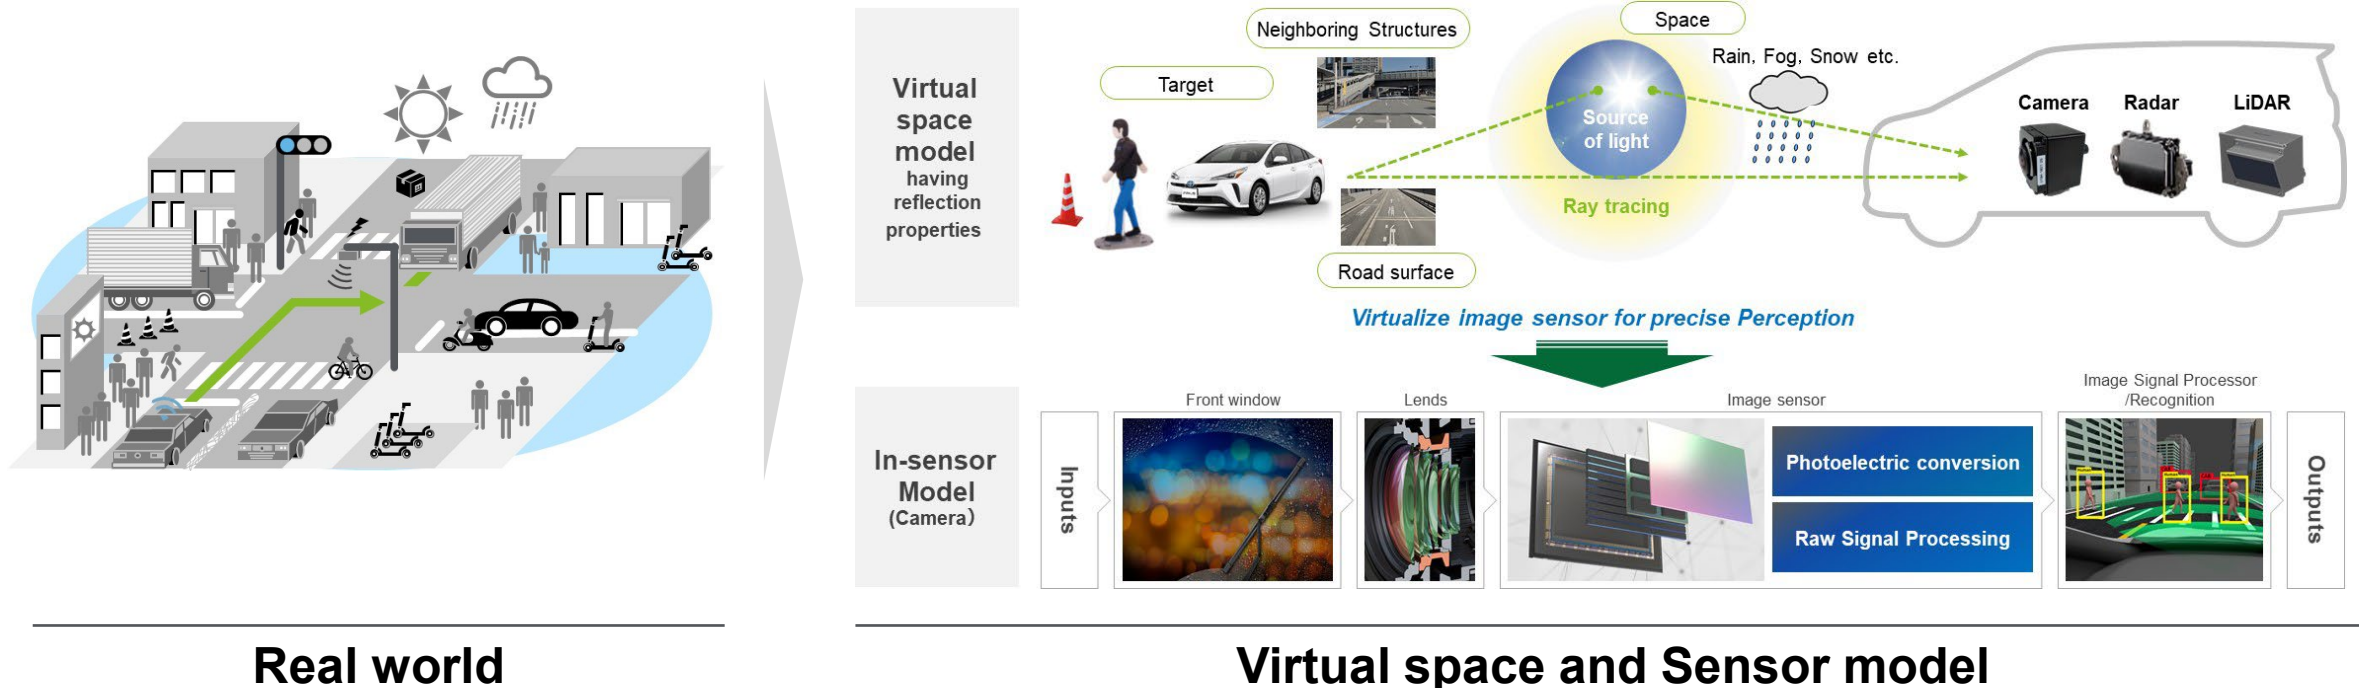 Virtual
space
model
having
reflection
properties
Target
Neighboring Structures
Space
Rain, Fog, Snow etc.
Source
of light
Ray tracing
Road surface
Camera
Radar
LiDAR
Virtualize image sensor for precise Perception
In-sensor
Model
(Camera)
Inputs
Front window
Lends
Image sensor
Photoelectric conversion
Raw Signal Processing
Image Signal Processor
/Recognition
Outputs
Real world
Virtual space and Sensor model